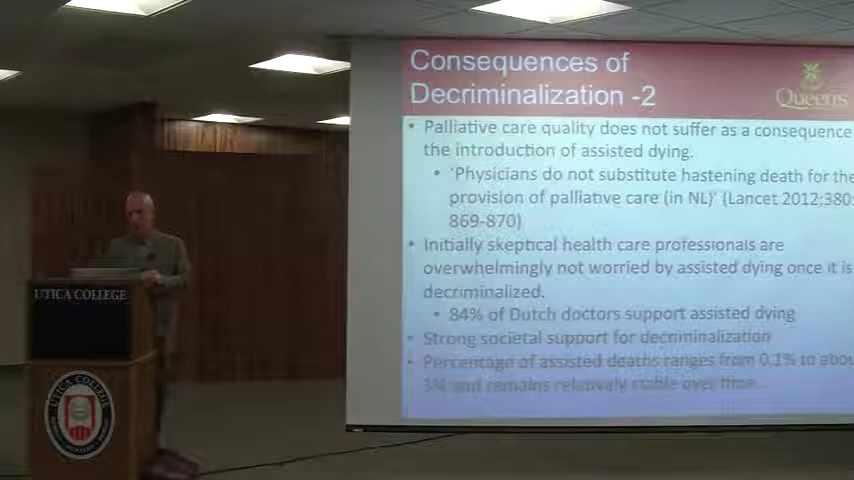 Consequences of
Decriminalization -2
Queen's
• Palliative care quality does not suffer as a consequence
the introduction of assisted dying.
• 'Physicians do not substitute hastening death for the
provision of palliative care (in NL)' (Lancet 2012;380:
869-870)
• Initially skeptical health care professionals are
overwhelmingly not worried by assisted dying once it is
decriminalized.
• 84% of Dutch doctors support assisted dying
• Strong societal support for decriminalization
• Percentage of assisted deaths ranges from 0.1% to abou
3% and remains relatively stable over time.
UTICA COLLEGE
UTICA COLLEGE